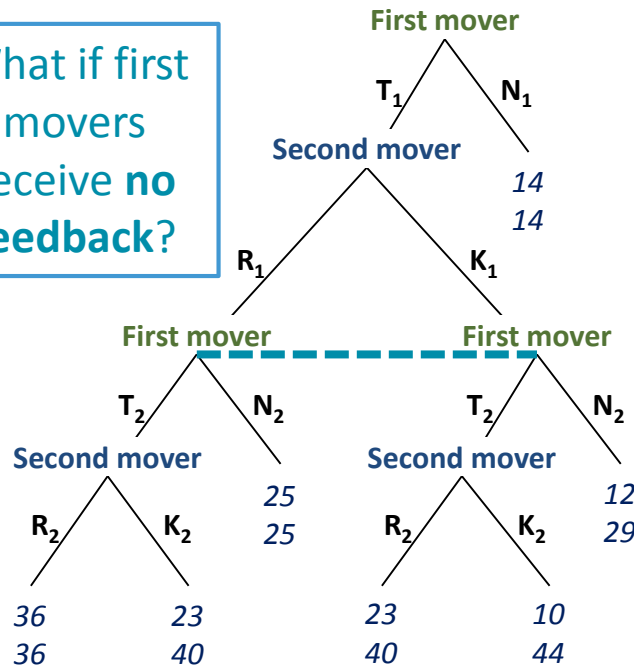 First mover
hat if first
movers
no
T₁
N₁
Second mover
14
14
R₁
K₁
First mover
First mover
T₂
N₂
T₂
N₂
Second mover
Second mover
25
25
12
29
R₂
K₂
R₂
K₂
36
36
23
40
23
40
10
44